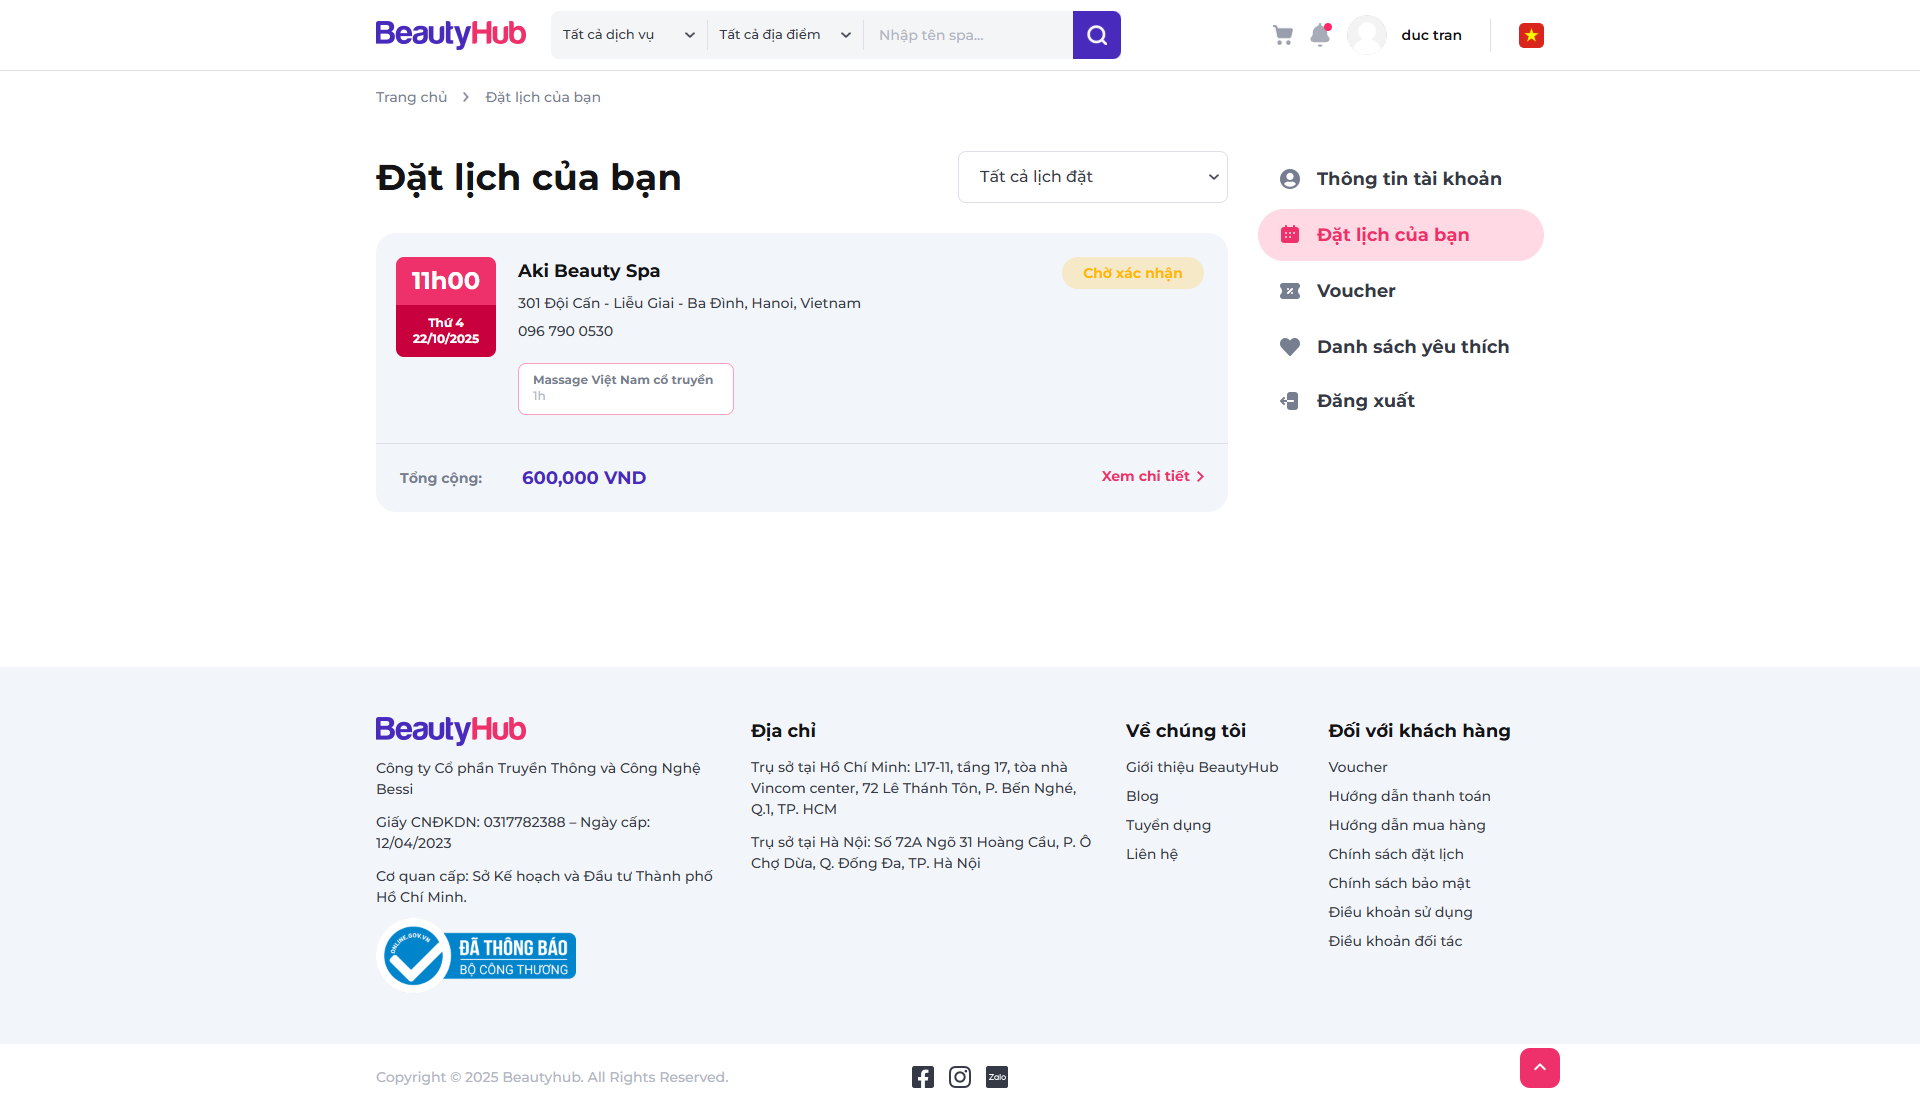 BeautyHub
Tất cả dịch vụ
Tất cả địa điểm
Nhập tên spa...
duc tran
Trang chủ
Đặt lịch của bạn
Đặt lịch của bạn
Tất cả lịch đặt
11h00
Thứ 4
22/10/2025
Aki Beauty Spa
301 Đội Cấn - Liễu Giai - Ba Đình, Hanoi, Vietnam
096 790 0530
Chờ xác nhận
Massage Việt Nam cổ truyền
1h
Tổng cộng:
600,000 VND
Xem chi tiết
Thông tin tài khoản
Đặt lịch của bạn
Voucher
Danh sách yêu thích
Đăng xuất
BeautyHub
Công ty Cổ phần Truyền Thông và Công Nghệ
Bessi
Giấy CNĐKDN: 0317782388 – Ngày cấp:
12/04/2023
Cơ quan cấp: Sở Kế hoạch và Đầu tư Thành phố
Hồ Chí Minh.
ONLINE.GOV.VN
ĐÃ THÔNG BÁO
BỘ CÔNG THƯƠNG
Địa chỉ
Trụ sở tại Hồ Chí Minh: L17-11, tầng 17, tòa nhà
Vincom center, 72 Lê Thánh Tôn, P. Bến Nghé,
Q.1, TP. HCM
Trụ sở tại Hà Nội: Số 72A Ngõ 31 Hoàng Cầu, P. Ô
Chợ Dừa, Q. Đống Đa, TP. Hà Nội
Về chúng tôi
Giới thiệu BeautyHub
Blog
Tuyển dụng
Liên hệ
Đối với khách hàng
Voucher
Hướng dẫn thanh toán
Hướng dẫn mua hàng
Chính sách đặt lịch
Chính sách bảo mật
Điều khoản sử dụng
Điều khoản đối tác
Copyright © 2025 Beautyhub. All Rights Reserved.
Zalo